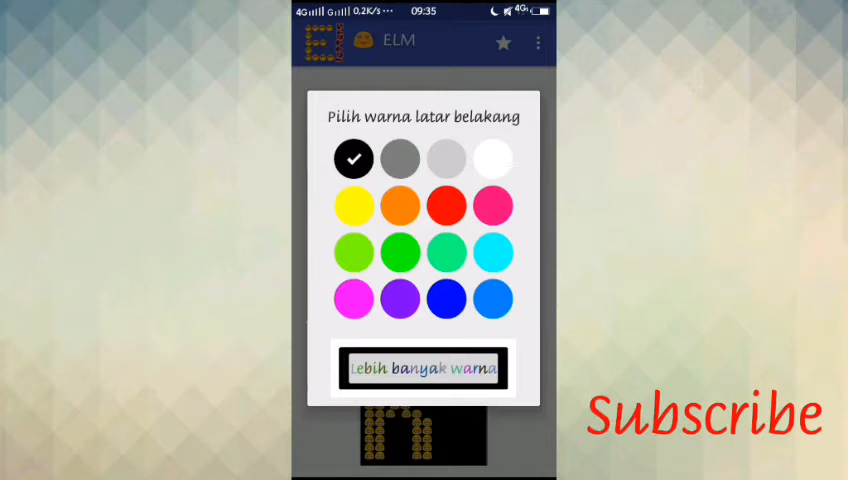 4G G 0,2K/s ••• 09:35 4G
ELM
Pilih warna latar belakang
Lebih banyak warna
Subscribe